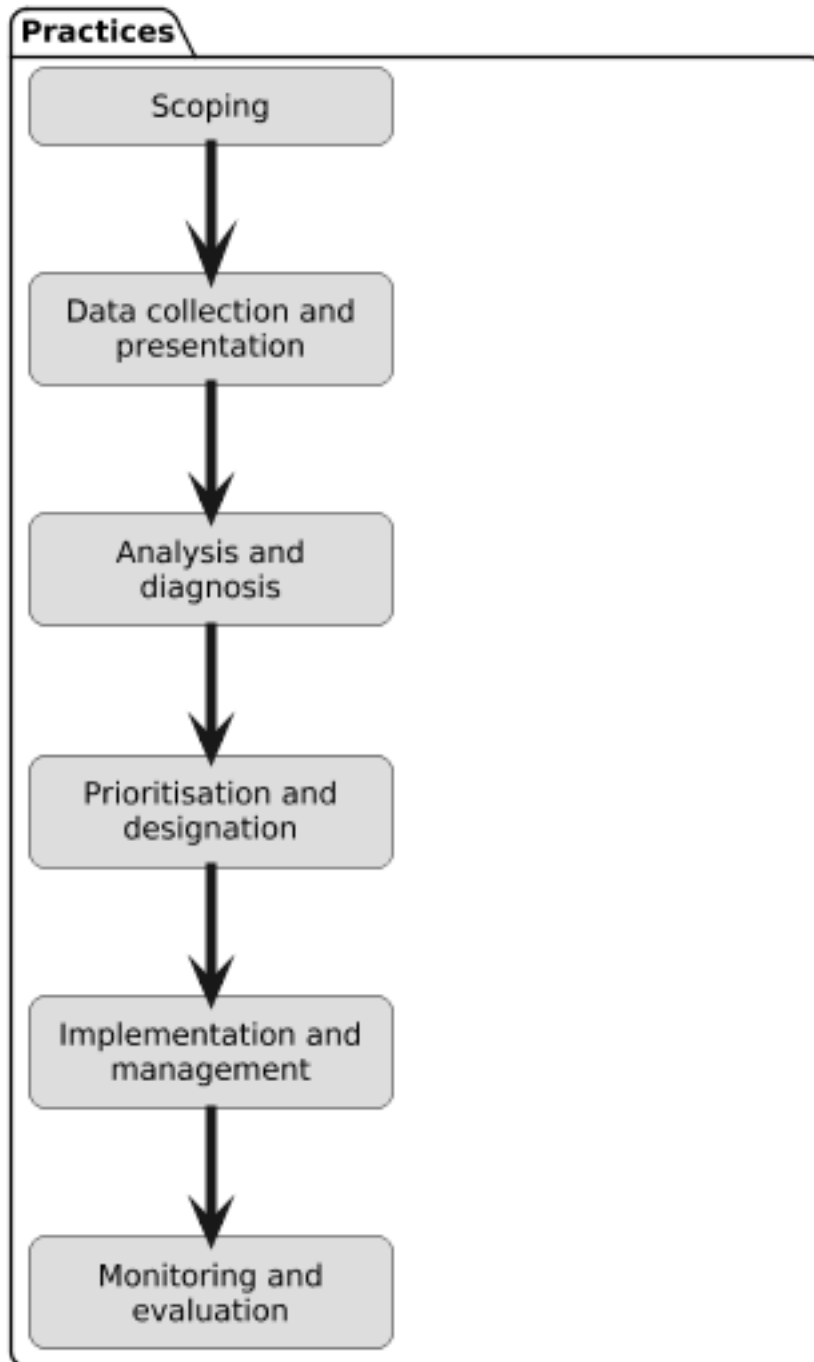 Practices
Scoping
Data collection and
presentation
Analysis and
diagnosis
Prioritisation and
designation
Implementation and
management
Monitoring and
evaluation